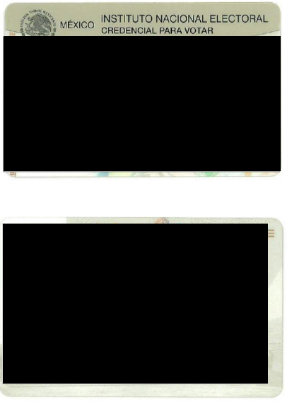 MÉXICO INSTITUTO NACIONAL ELECTORAL
CREDENCIAL PARA VOTAR